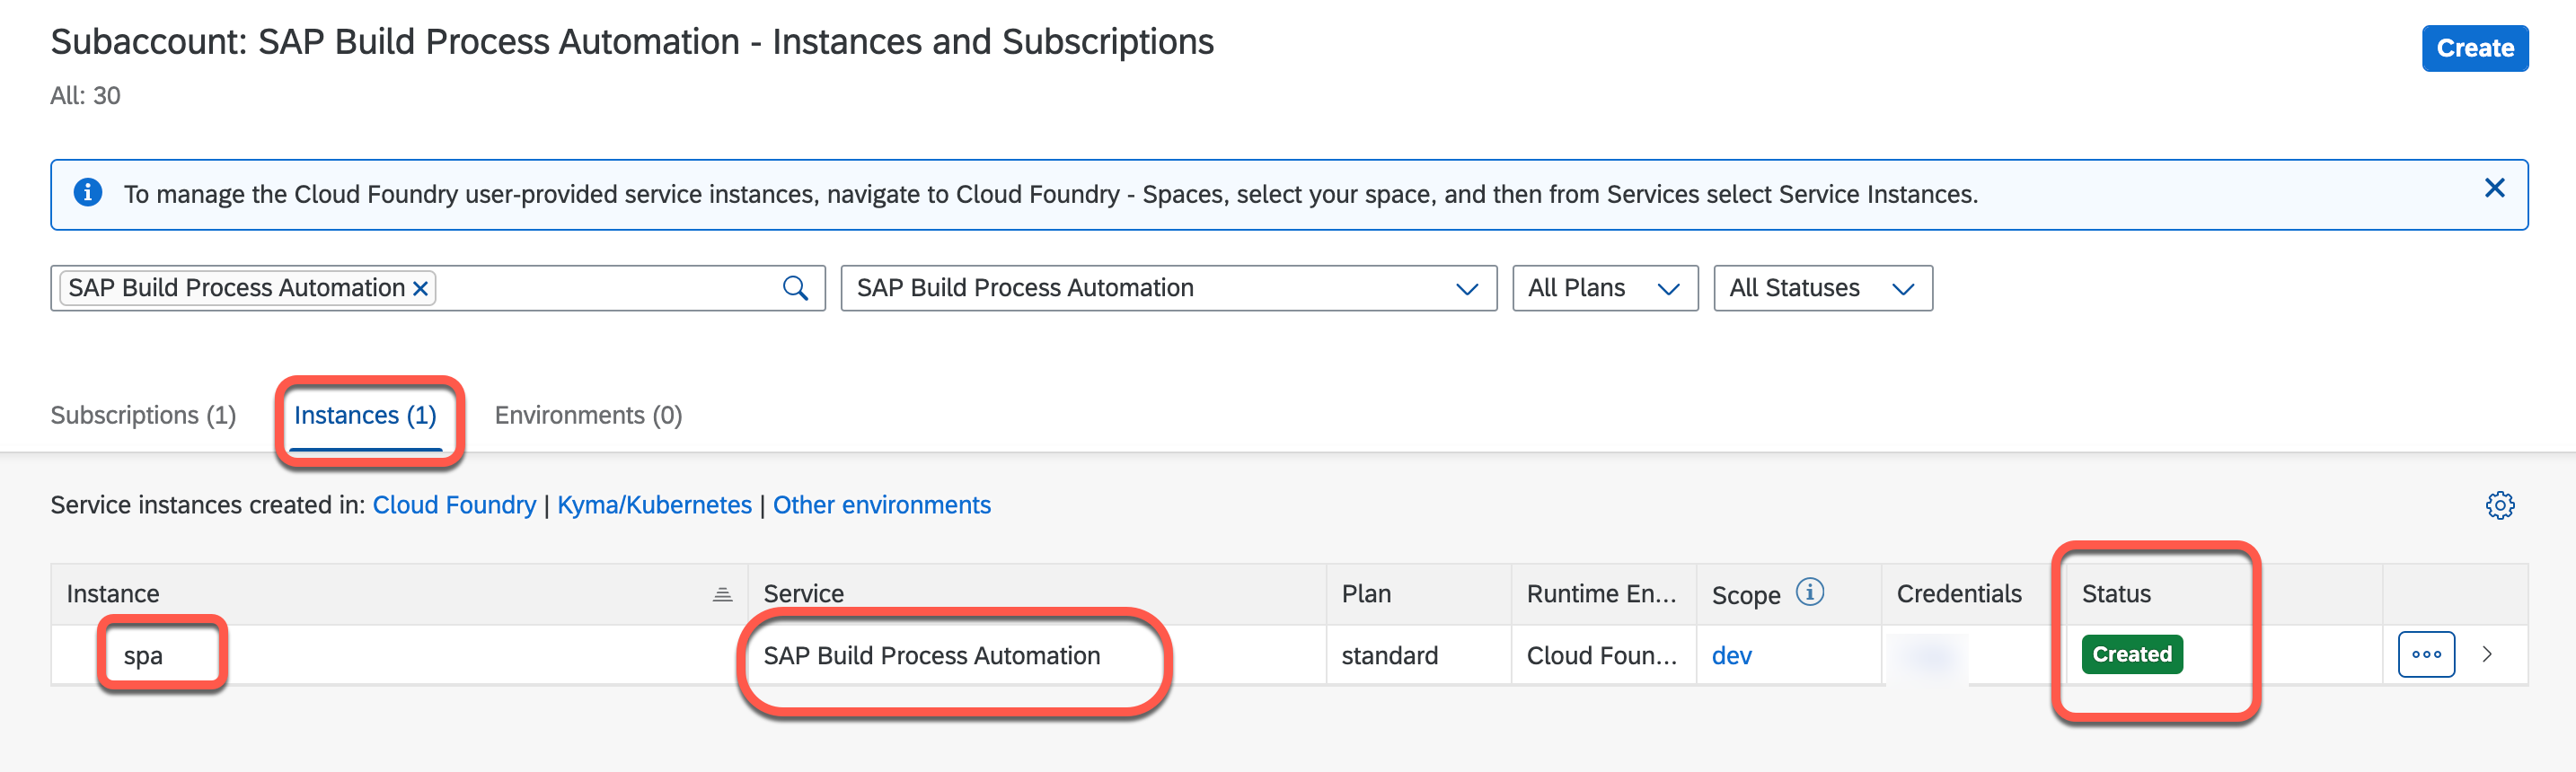 Subaccount: SAP Build Process Automation - Instances and Subscriptions
Create
All: 30
To manage the Cloud Foundry user-provided service instances, navigate to Cloud Foundry - Spaces, select your space, and then from Services select Service Instances.
SAP Build Process Automation
SAP Build Process Automation
All Plans
All Statuses
Subscriptions (1)
Instances (1)
Environments (0)
Service instances created in: Cloud Foundry | Kyma/Kubernetes | Other environments
Instance Service Plan Runtime En... Scope Credentials Status
spa SAP Build Process Automation standard Cloud Foun... dev Created